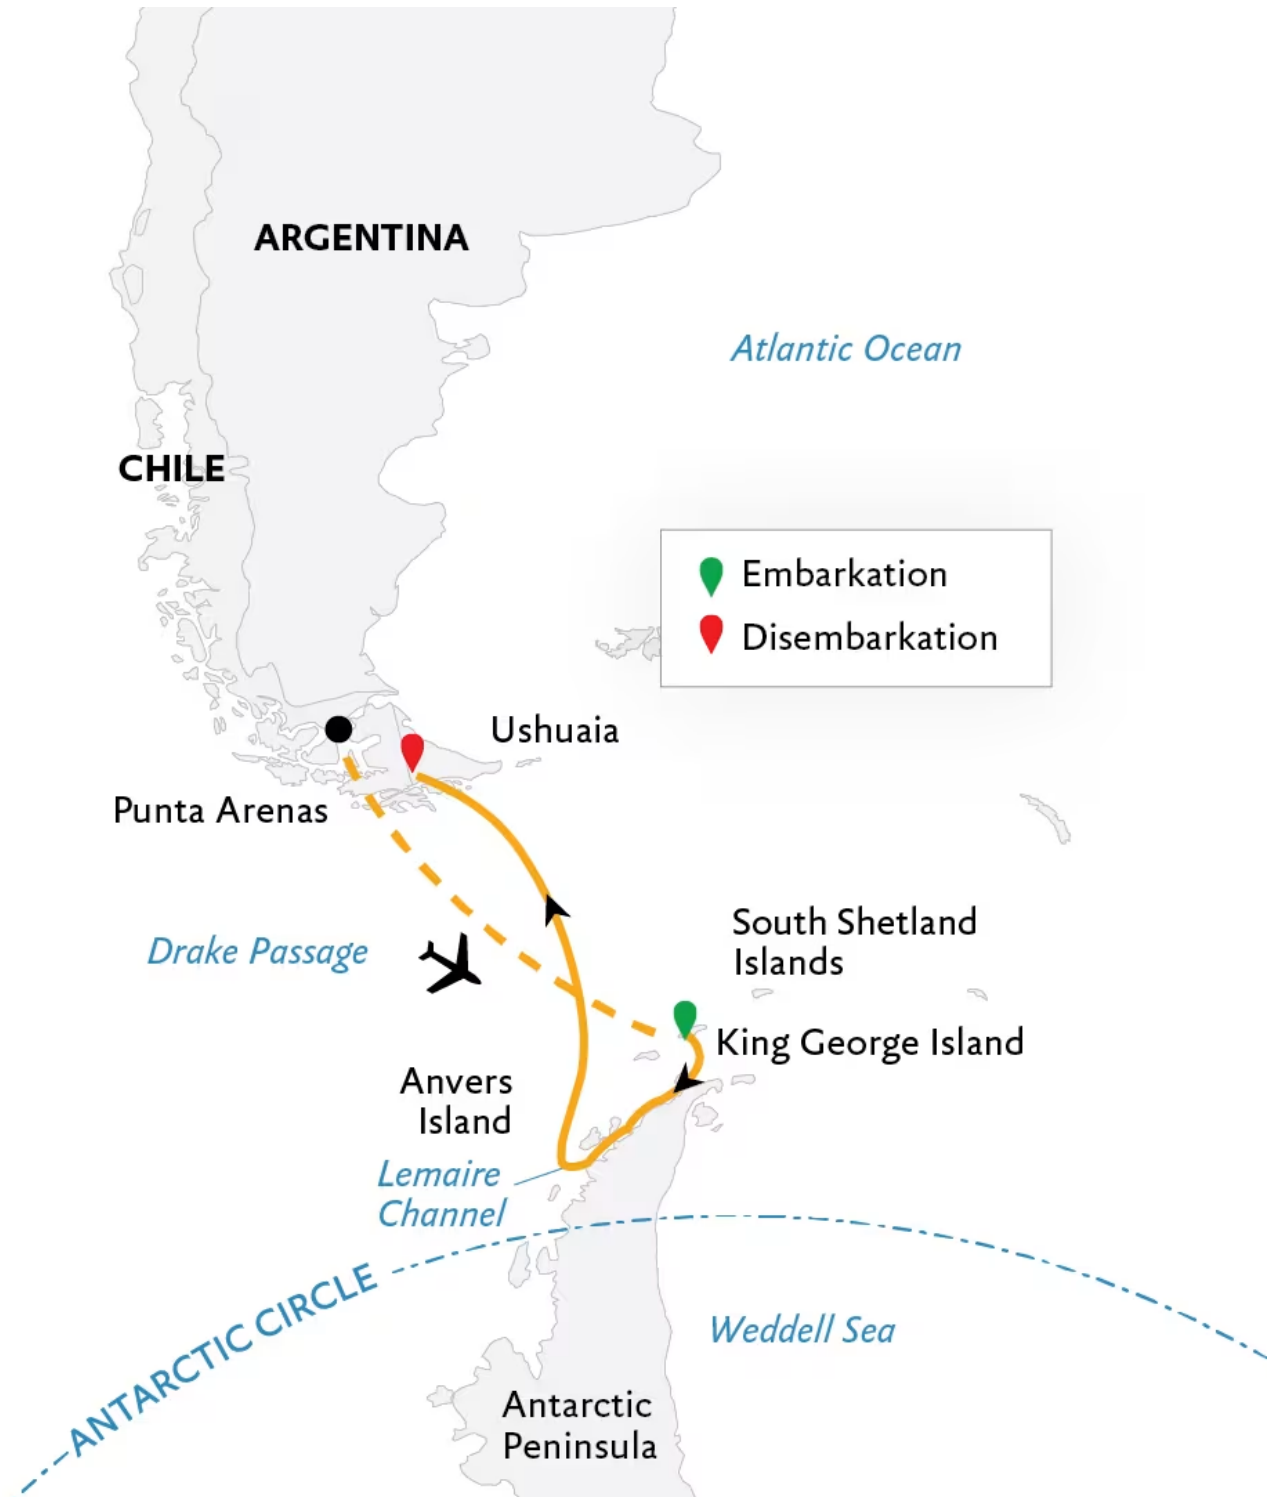 ARGENTINA
Atlantic Ocean
CHILE
Embarkation
Disembarkation
Ushuaia
Punta Arenas
South Shetland
Islands
Drake Passage
King George Island
Anvers
Island
Lemaire
Channel
ANTARCTIC CIRCLE
Weddell Sea
Antarctic
Peninsula